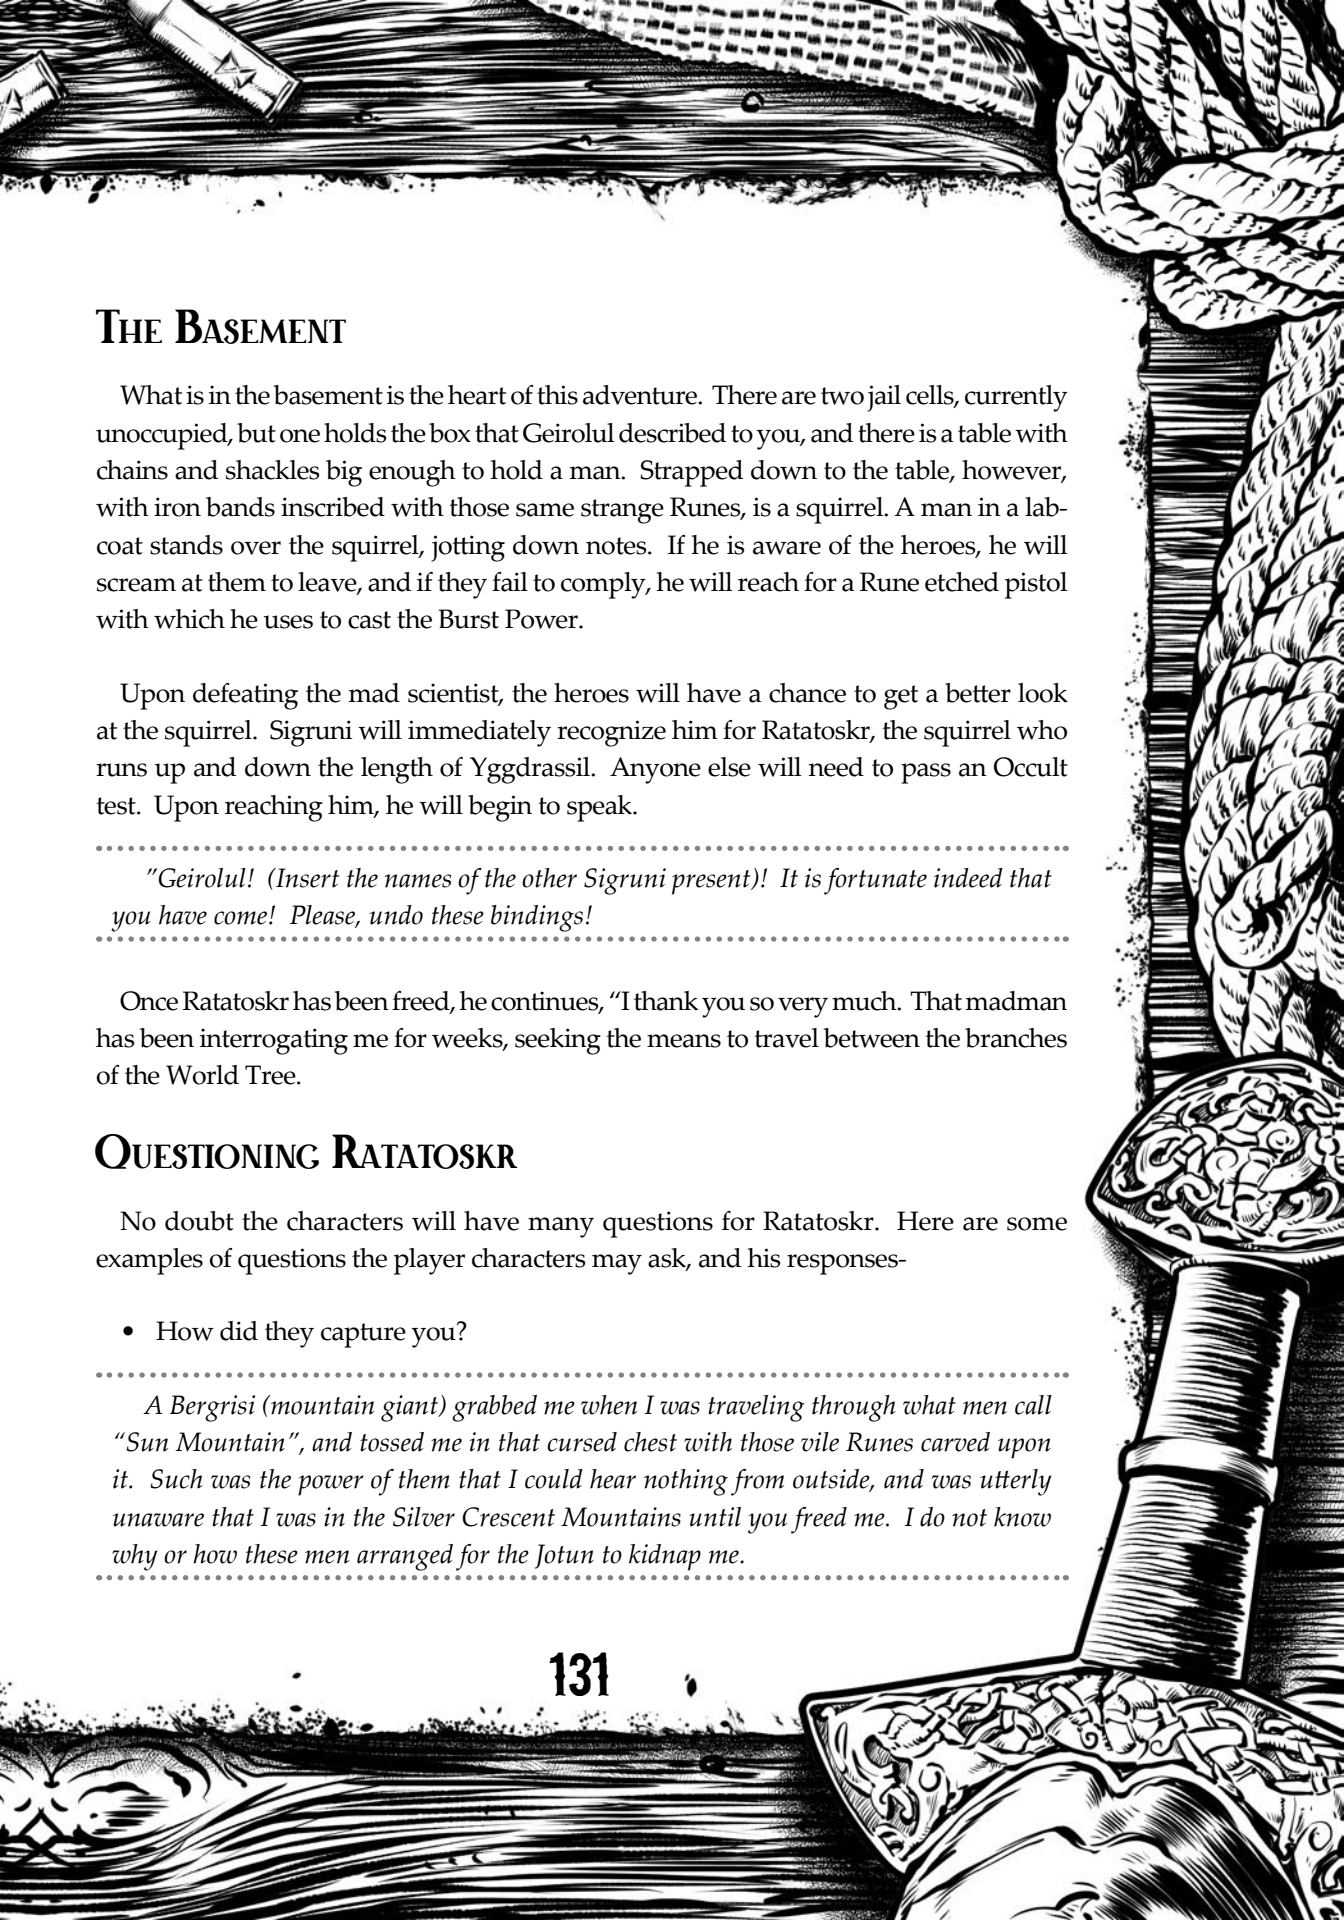 The Basement
What is in the basement is the heart of this adventure. There are two jail cells, currently
unoccupied, but one holds the box that Geirolul described to you, and there is a table with
chains and shackles big enough to hold a man. Strapped down to the table, however,
with iron bands inscribed with those same strange Runes, is a squirrel. A man in a lab-
coat stands over the squirrel, jotting down notes. If he is aware of the heroes, he will
scream at them to leave, and if they fail to comply, he will reach for a Rune etched pistol
with which he uses to cast the Burst Power.
Upon defeating the mad scientist, the heroes will have a chance to get a better look
at the squirrel. Sigruni will immediately recognize him for Ratatoskr, the squirrel who
runs up and down the length of Yggdrassil. Anyone else will need to pass an Occult
test. Upon reaching him, he will begin to speak.
"Geirolul! (Insert the names of the other Sigruni present)! It is fortunate indeed that
you have come! Please, undo these bindings!
Once Ratatoskr has been freed, he continues, “I thank you so very much. That madman
has been interrogating me for weeks, seeking the means to travel between the branches
of the World Tree.
Questioning Ratatoskr
No doubt the characters will have many questions for Ratatoskr. Here are some
examples of questions the player characters may ask, and his responses-
• How did they capture you?
A Bergrisi (mountain giant) grabbed me when I was traveling through what men call
“Sun Mountain”, and tossed me in that cursed chest with those vile Runes carved upon
it. Such was the power of them that I could hear nothing from outside, and was utterly
unaware that I was in the Silver Crescent Mountains until you freed me. I do not know
why or how these men arranged for the Jotun to kidnap me.
131